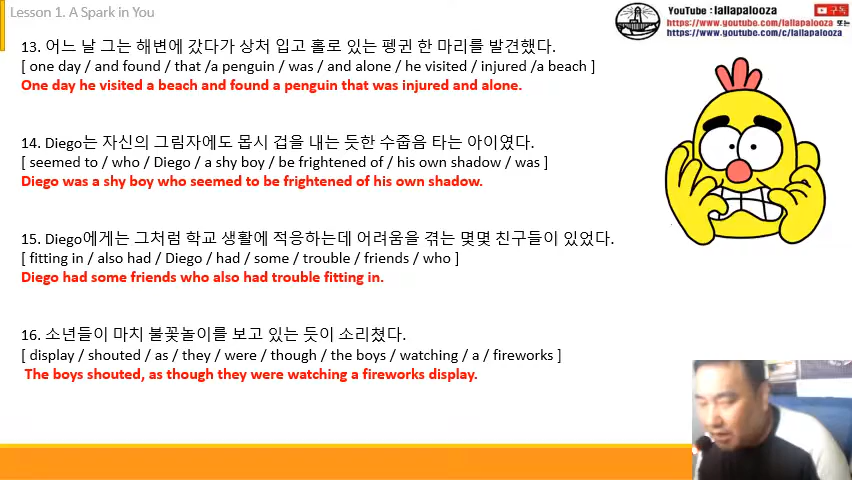 Lesson 1. A Spark in You
YouTube : lallapalooza 구독
https://www.youtube.com/lallapalooza 또는
https://www.youtube.com/c/lallapalooza
13. 어느 날 그는 해변에 갔다가 상처 입고 홀로 있는 펭귄 한 마리를 발견했다.
[ one day / and found / that /a penguin / was / and alone / he visited / injured /a beach ]
One day he visited a beach and found a penguin that was injured and alone.
14. Diego는 자신의 그림자에도 몹시 겁을 내는 듯한 수줍음 타는 아이였다.
[ seemed to / who / Diego / a shy boy / be frightened of / his own shadow / was ]
Diego was a shy boy who seemed to be frightened of his own shadow.
15. Diego에게는 그처럼 학교 생활에 적응하는데 어려움을 겪는 몇몇 친구들이 있었다.
[ fitting in / also had / Diego / had / some / trouble / friends / who ]
Diego had some friends who also had trouble fitting in.
16. 소년들이 마치 불꽃놀이를 보고 있는 듯이 소리쳤다.
[ display / shouted / as / they / were / though / the boys / watching / a / fireworks ]
The boys shouted, as though they were watching a fireworks display.